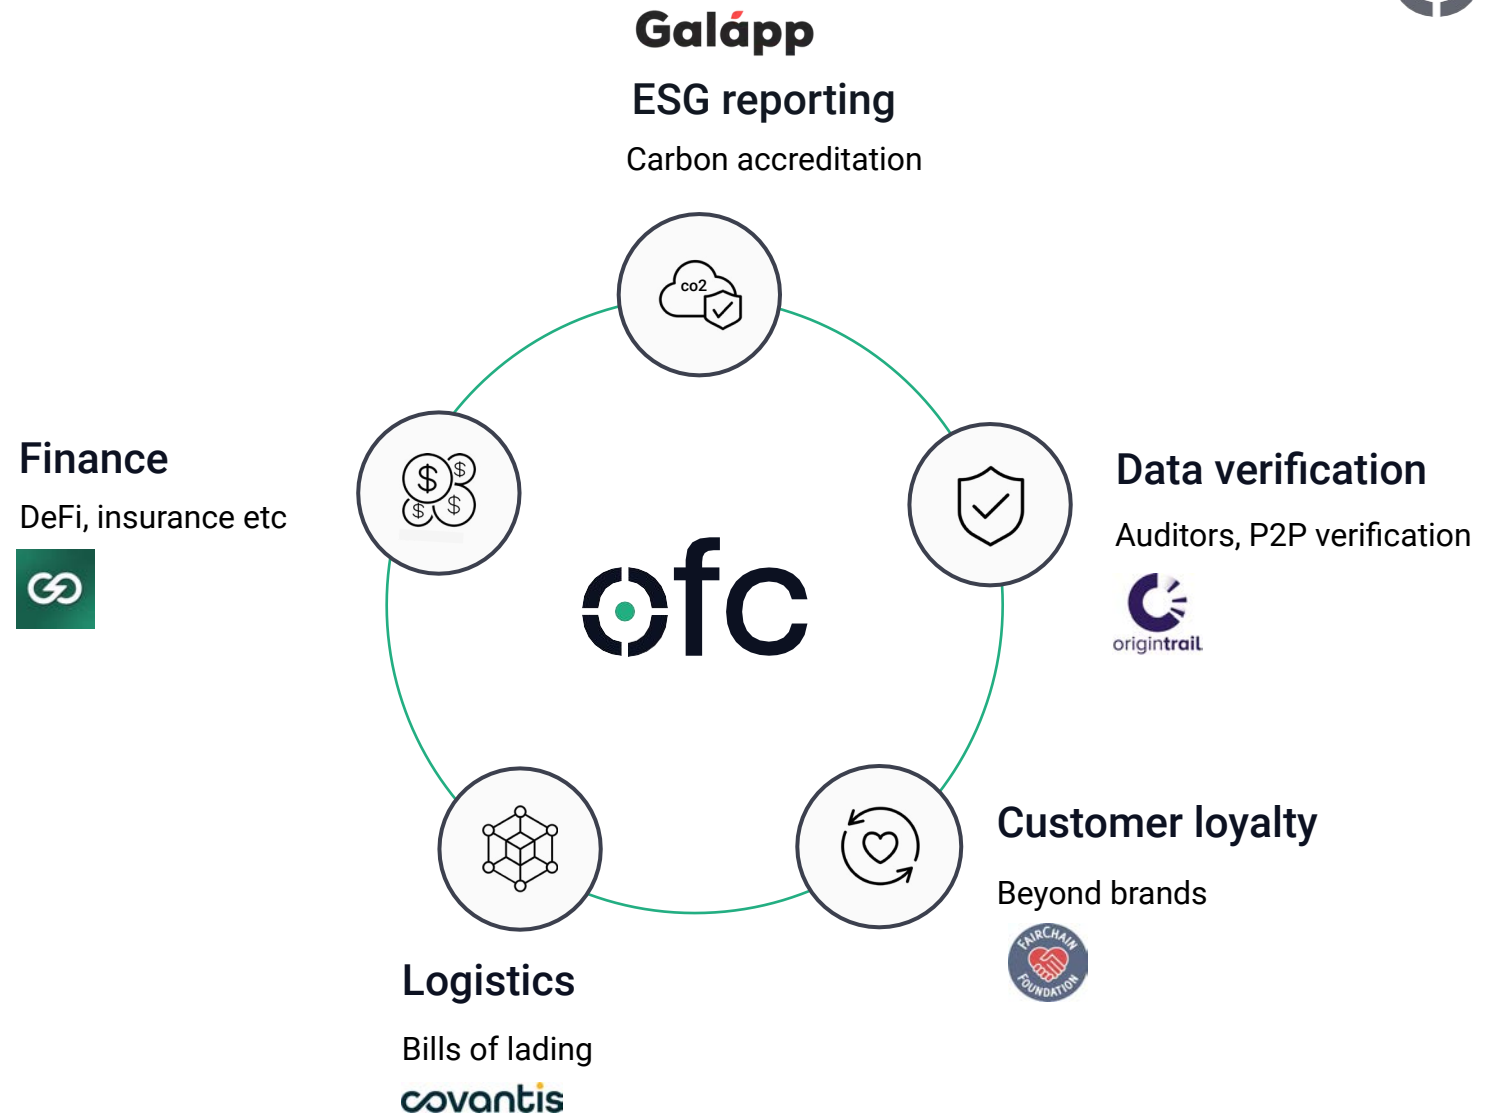 Galápp
ESG reporting
Carbon accreditation
co2
Finance
DeFi, insurance etc
$ $
$ $
Data verification
Auditors, P2P verification
origintrail
ofc
Customer loyalty
Beyond brands
FAIRCHAIN
FOUNDATION
Logistics
Bills of lading
covantis